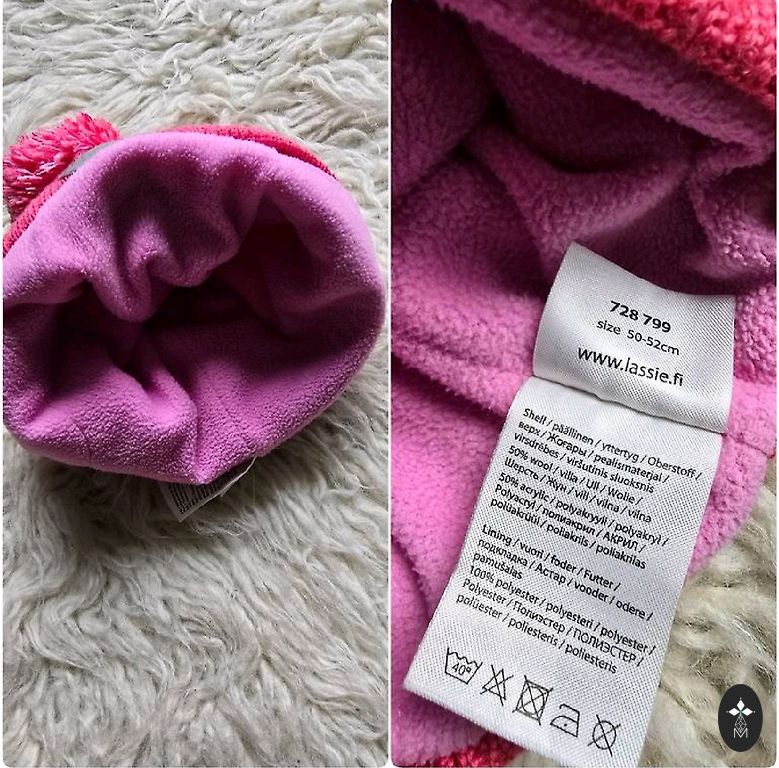 728 799
size 50-52cm
www.lassie.fi
Shell / päällinen / yttertyg / Oberstoff /
верх / Жоғары / pealismaterjal /
virsdrēbes / viršutinis sluoksnis
50% wool / villa / Ull / Wolle /
Шерсть / Жүн / vill / vilna / vilna
50% acrylic / polyakryyli / polyakryl /
Polyacryl / полиакрил / АКРИЛ /
polüakrüül / poliakrils / poliakrilas
Lining / vuori / foder / Futter /
подкладка / Астар / vooder / odere /
pamušalas
100% polyester / polyesteri / polyester /
Polyester / Полиэстер / ПОЛИЭСТЕР /
polüester / poliesteris / poliesteris
40°
M